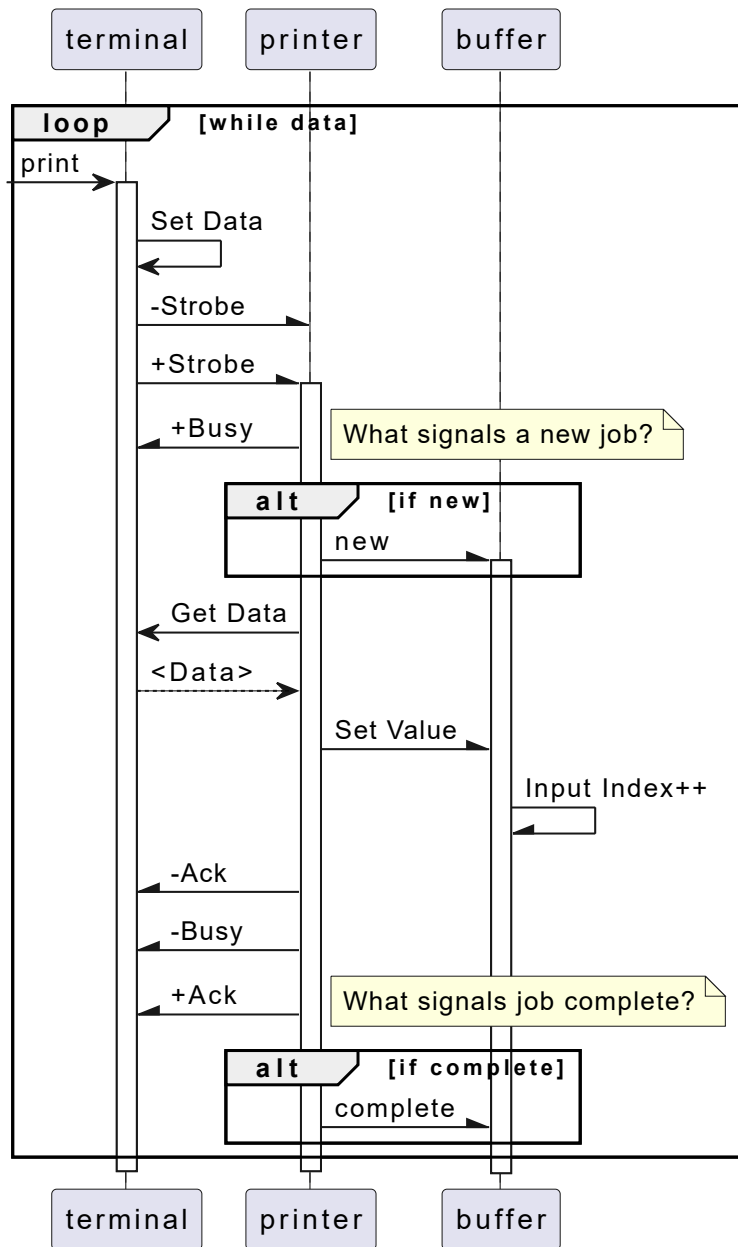 terminal printer buffer
loop [while data]
print
Set Data
-Strobe
+Strobe
+Busy
What signals a new job?
alt [if new]
new
Get Data
<Data>
Set Value
Input Index++
-Ack
-Busy
+Ack
What signals job complete?
alt [if complete]
complete
terminal printer buffer